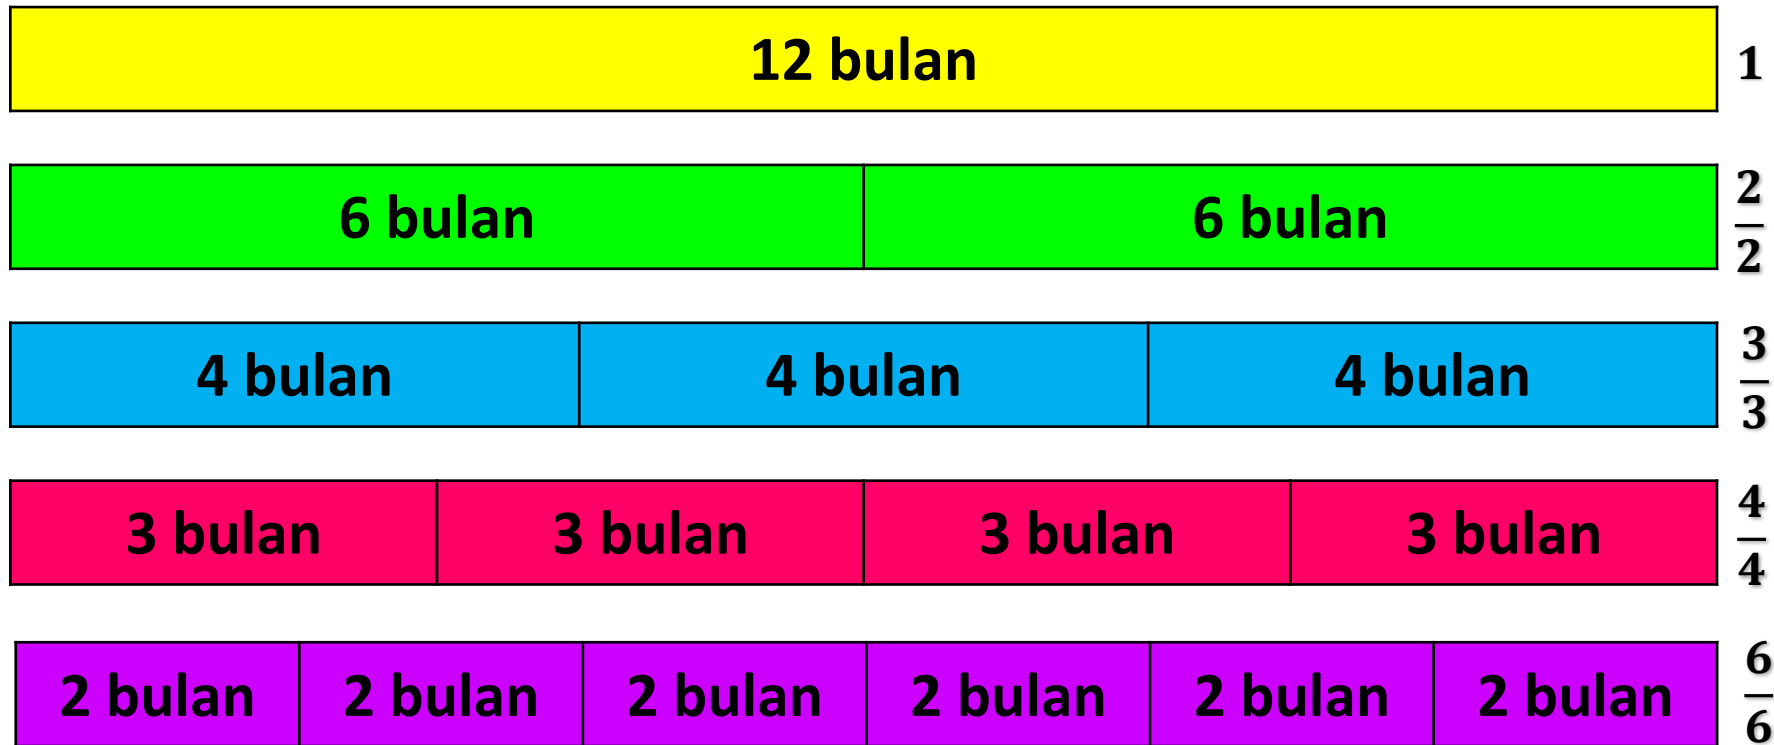 12 bulan 1
6 bulan 6 bulan 2/2
4 bulan 4 bulan 4 bulan 3/3
3 bulan 3 bulan 3 bulan 3 bulan 4/4
2 bulan 2 bulan 2 bulan 2 bulan 2 bulan 2 bulan 6/6